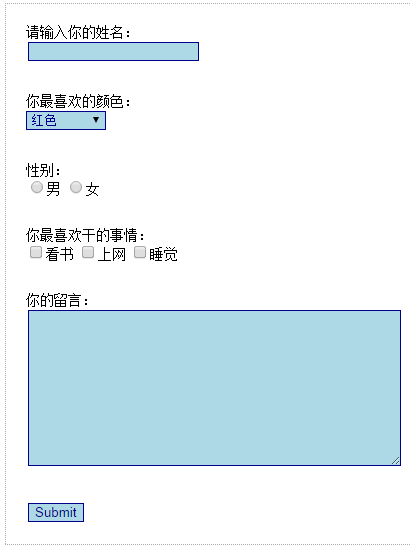 请输入你的姓名：
你最喜欢的颜色：
红色
性别：
男 女
你最喜欢干的事情：
看书 上网 睡觉
你的留言：
Submit